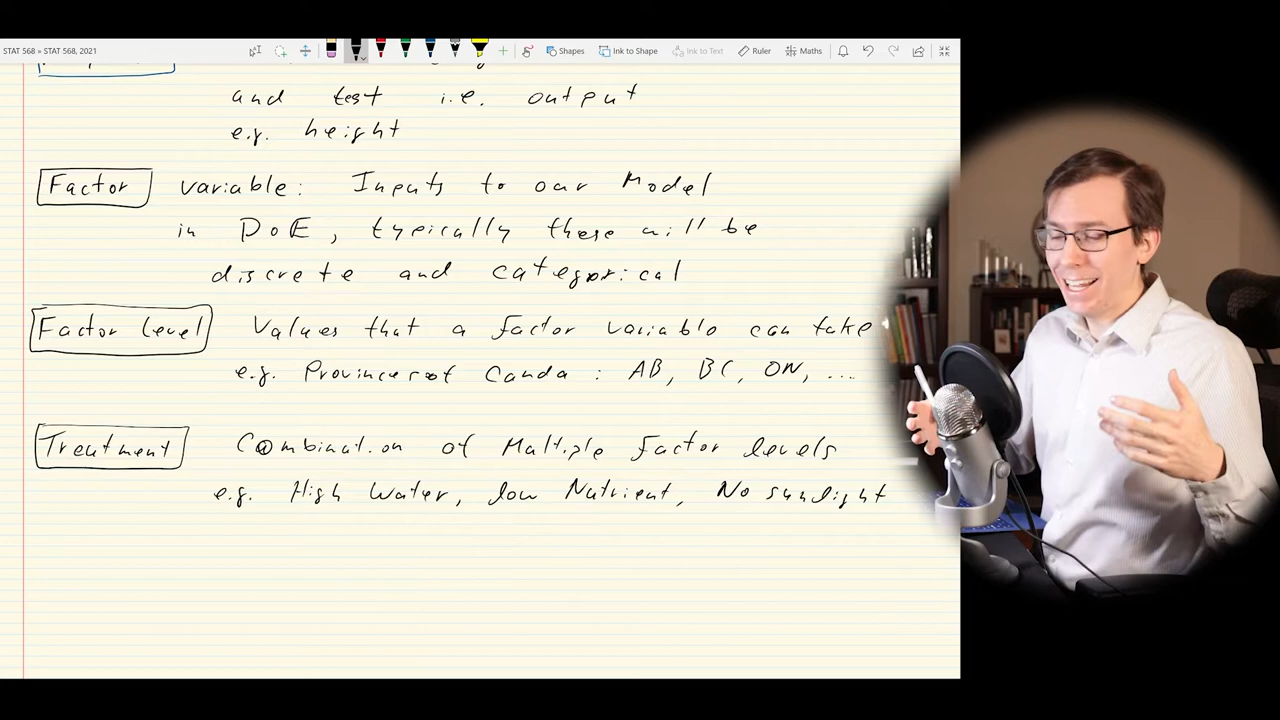 STAT 568 » STAT 568, 2021
Shapes
Ink to Shape
Ink to Text
Ruler
Maths
and test i.e. output
e.g. height
Factor variable: Inputs to our Model
in DoE, typically these will be
discrete and categorical
Factor Level Values that a factor variable can take
e.g. Provinces of Canda : AB, BC, ON, ...
Treatment Combination of Multiple Factor levels
e.g. High Water, low Nutrient, No sunlight